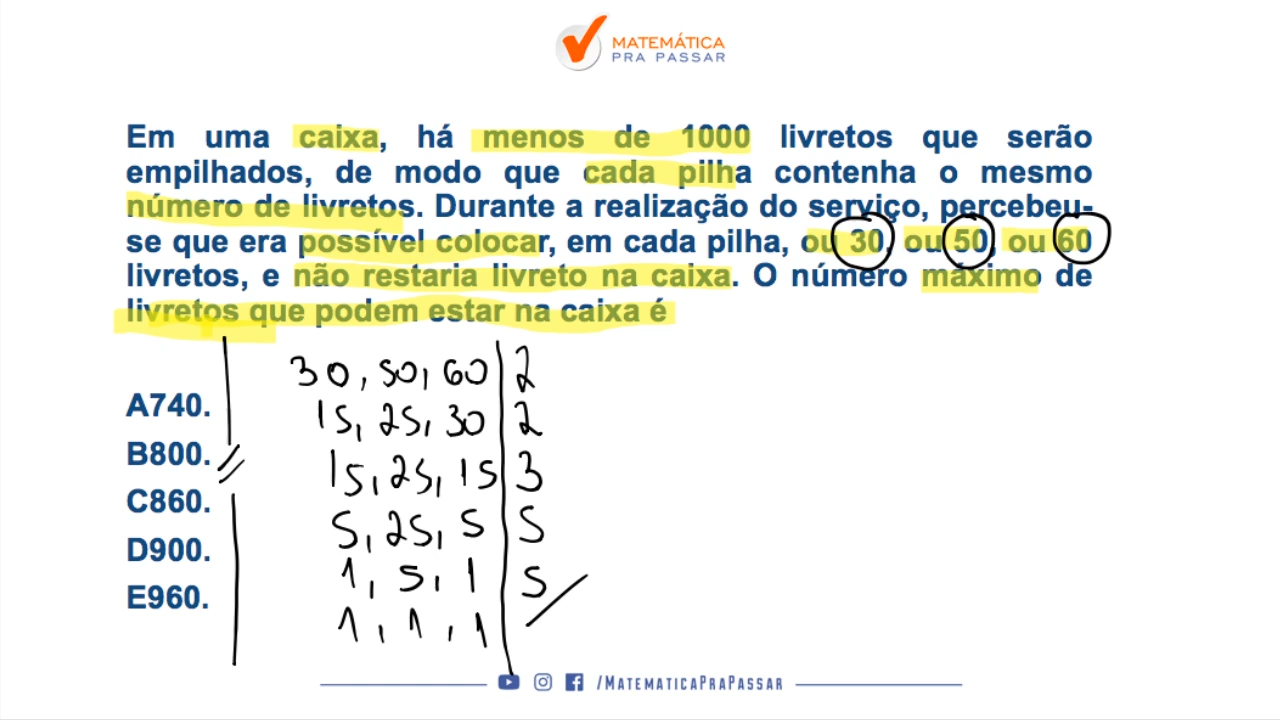 MATEMÁTICA
PRA PASSAR
Em uma caixa, há menos de 1000 livretos que serão
empilhados, de modo que cada pilha contenha o mesmo
número de livretos. Durante a realização do serviço, percebeu-
se que era possível colocar, em cada pilha, ou 30, ou 50, ou 60
livretos, e não restaria livreto na caixa. O número máximo de
livretos que podem estar na caixa é
A740.
B800.
C860.
D900.
E960.
30, 50, 60 2
15, 25, 30 2
15, 25, 15 3
5, 25, 5 5
1, 5, 1 5
1, 1, 1
/MATEMATICAPRAPASSAR